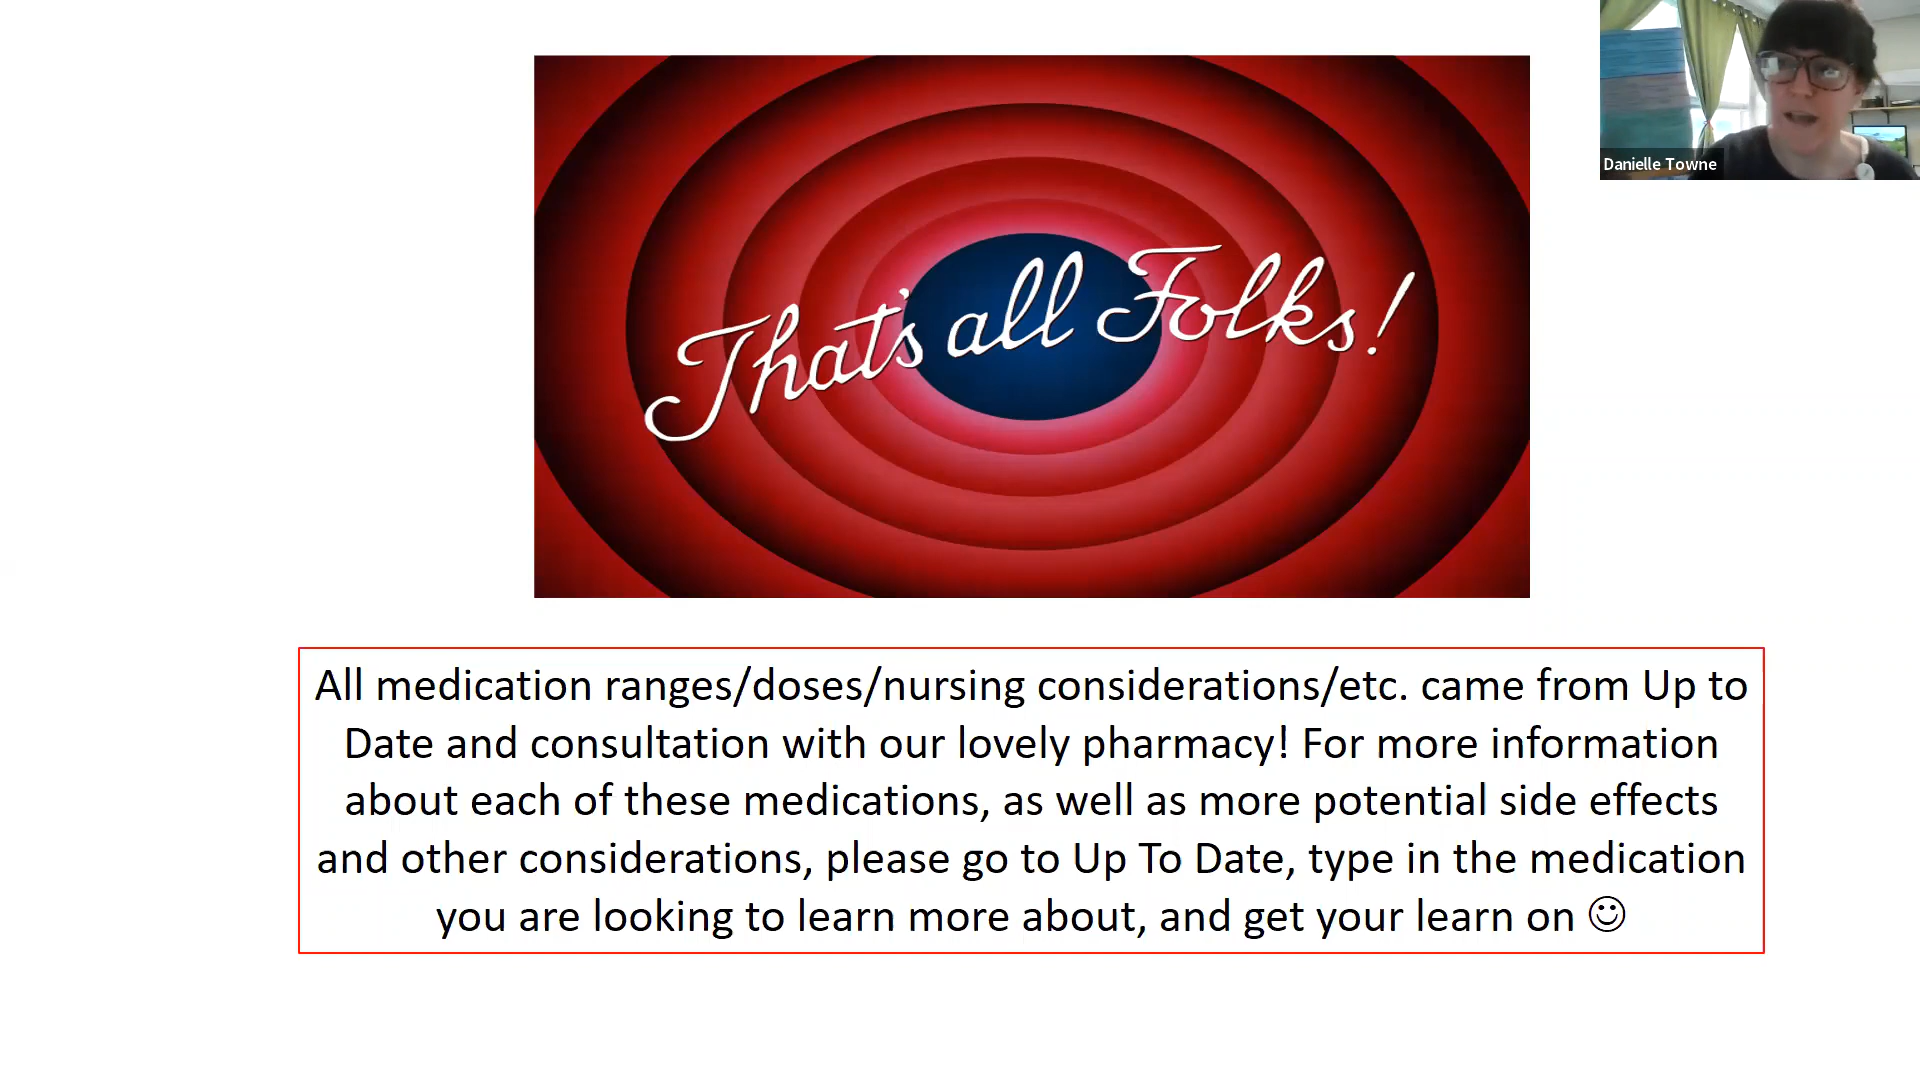 That's all Folks!
Danielle Towne
All medication ranges/doses/nursing considerations/etc. came from Up to
Date and consultation with our lovely pharmacy! For more information
about each of these medications, as well as more potential side effects
and other considerations, please go to Up To Date, type in the medication
you are looking to learn more about, and get your learn on ☺